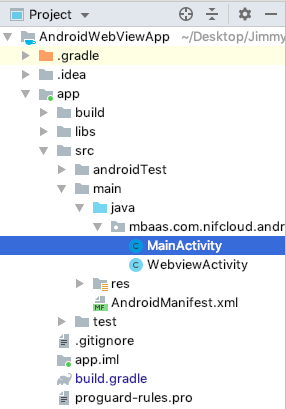 Project
AndroidWebViewApp ~/Desktop/Jimmy
.gradle
.idea
app
build
libs
src
androidTest
main
java
mbaas.com.nifcloud.andr
MainActivity
WebviewActivity
res
AndroidManifest.xml
test
.gitignore
app.iml
build.gradle
proguard-rules.pro